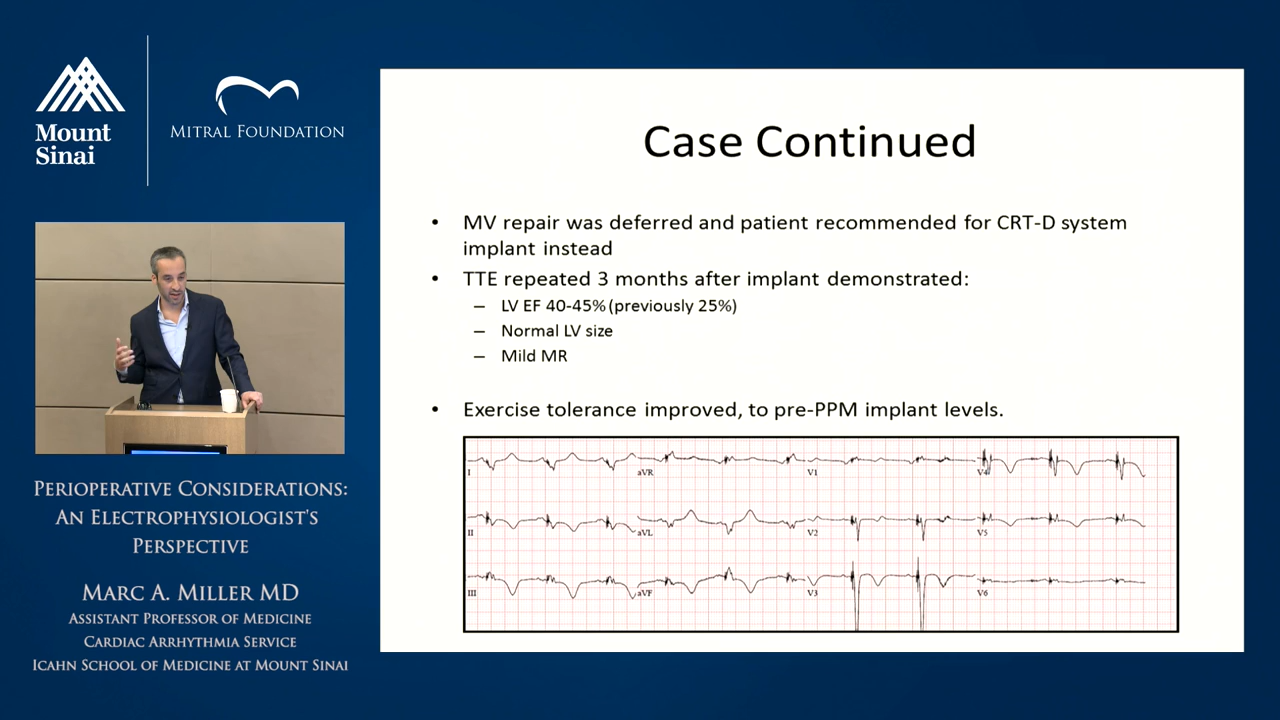 Mount
Sinai
MITRAL FOUNDATION
PERIOPERATIVE CONSIDERATIONS:
AN ELECTROPHYSIOLOGIST'S
PERSPECTIVE
MARC A. MILLER MD
ASSISTANT PROFESSOR OF MEDICINE
CARDIAC ARRHYTHMIA SERVICE
ICAHN SCHOOL OF MEDICINE AT MOUNT SINAI
Case Continued
• MV repair was deferred and patient recommended for CRT-D system
implant instead
• TTE repeated 3 months after implant demonstrated:
– LV EF 40-45% (previously 25%)
– Normal LV size
– Mild MR
• Exercise tolerance improved, to pre-PPM implant levels.
I aVR V1 V4
II aVL V2 V5
III aVF V3 V6